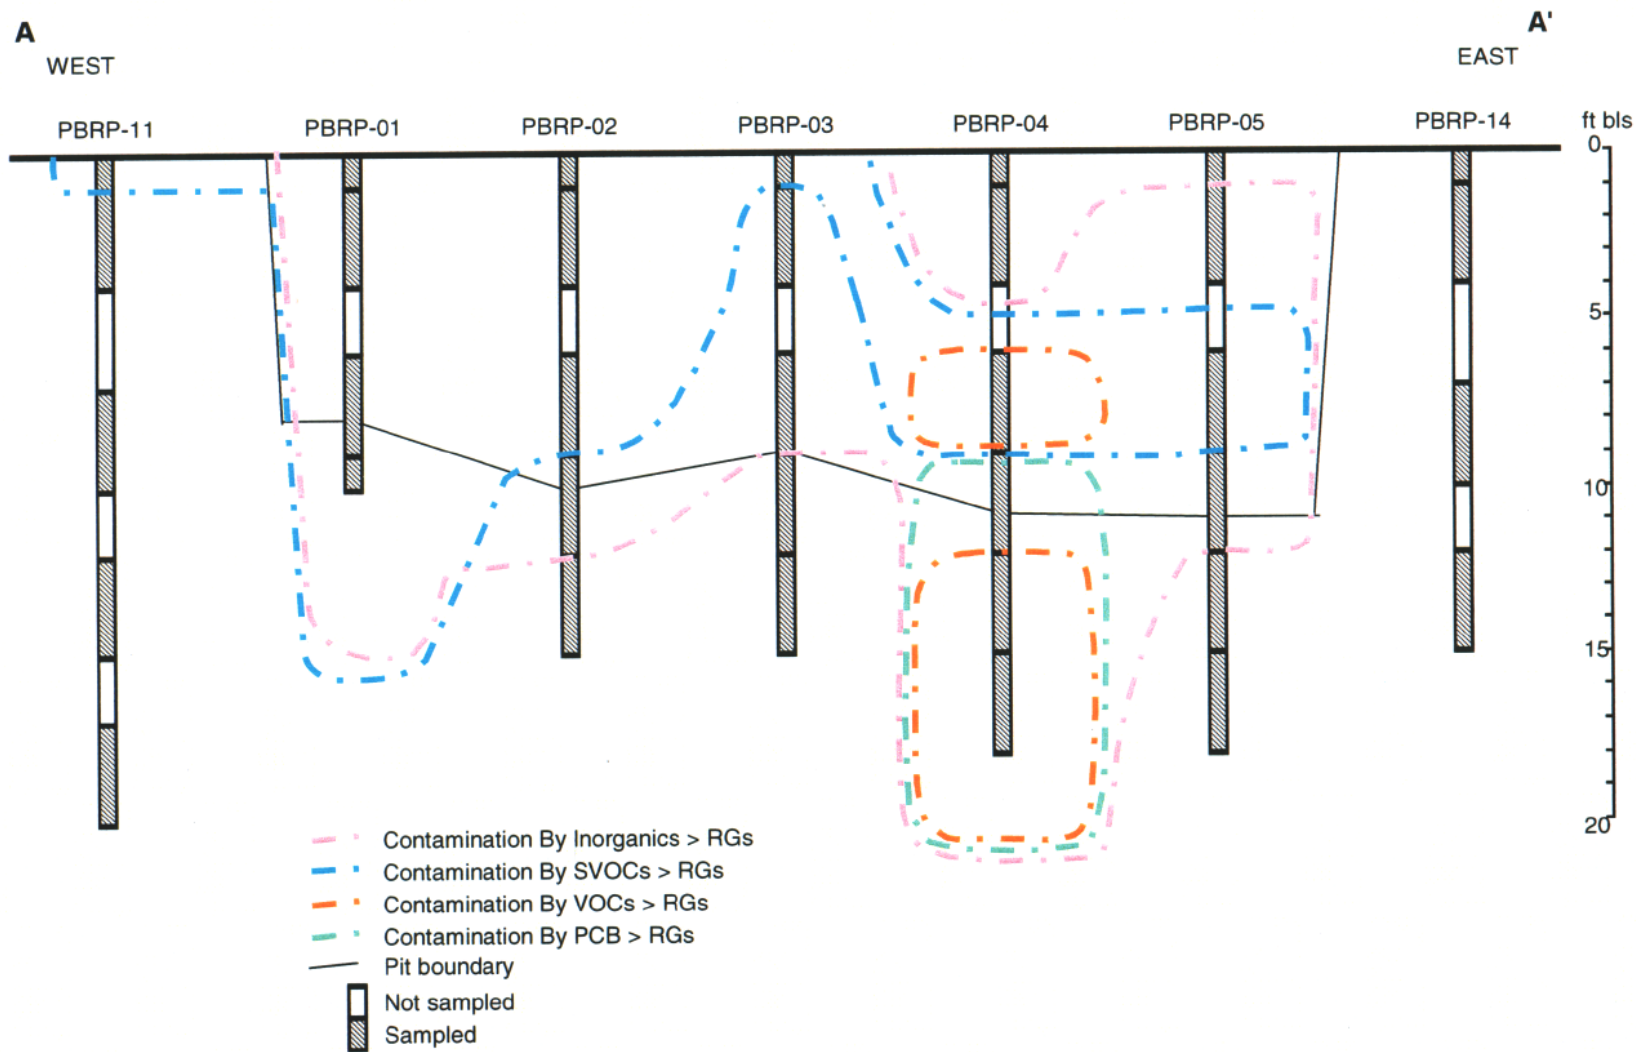 A A'
WEST EAST
PBRP-11 PBRP-01 PBRP-02 PBRP-03 PBRP-04 PBRP-05 PBRP-14 ft bls
0
5
10
15
20
Contamination By Inorganics > RGs
Contamination By SVOCs > RGs
Contamination By VOCs > RGs
Contamination By PCB > RGs
Pit boundary
Not sampled
Sampled